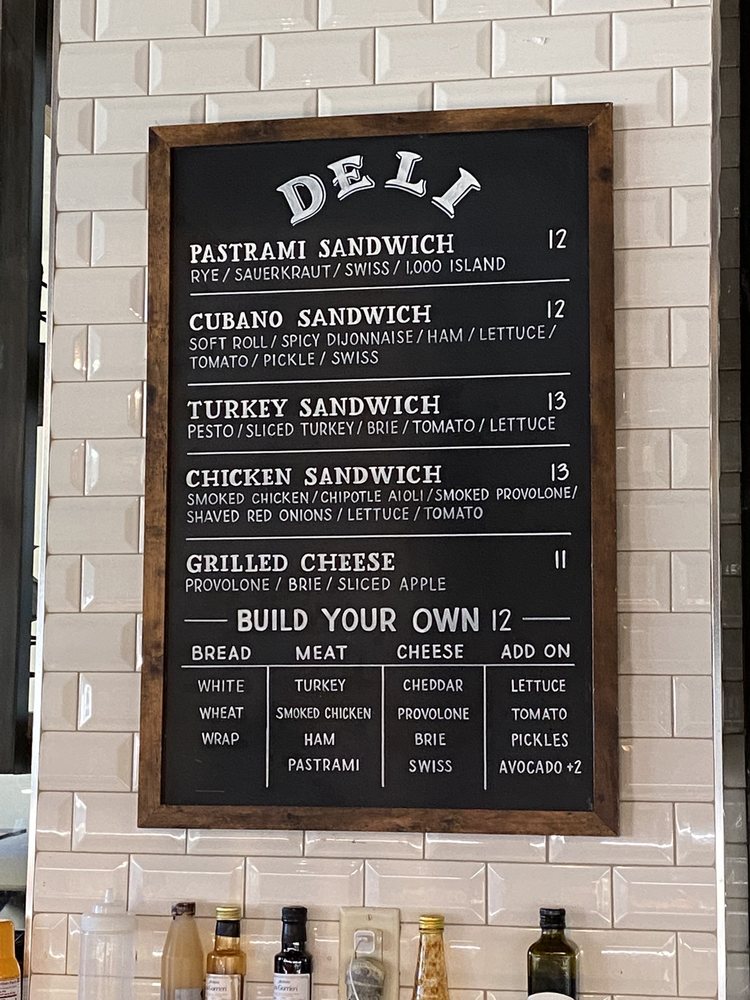 DELI
PASTRAMI SANDWICH 12
RYE / SAUERKRAUT / SWISS / 1,000 ISLAND
CUBANO SANDWICH 12
SOFT ROLL / SPICY DIJONNAISE / HAM / LETTUCE /
TOMATO / PICKLE / SWISS
TURKEY SANDWICH 13
PESTO / SLICED TURKEY / BRIE / TOMATO / LETTUCE
CHICKEN SANDWICH 13
SMOKED CHICKEN / CHIPOTLE AIOLI / SMOKED PROVOLONE /
SHAVED RED ONIONS / LETTUCE / TOMATO
GRILLED CHEESE 11
PROVOLONE / BRIE / SLICED APPLE
BUILD YOUR OWN 12
BREAD MEAT CHEESE ADD ON
WHITE TURKEY CHEDDAR LETTUCE
WHEAT SMOKED CHICKEN PROVOLONE TOMATO
WRAP HAM BRIE PICKLES
PASTRAMI SWISS AVOCADO +2